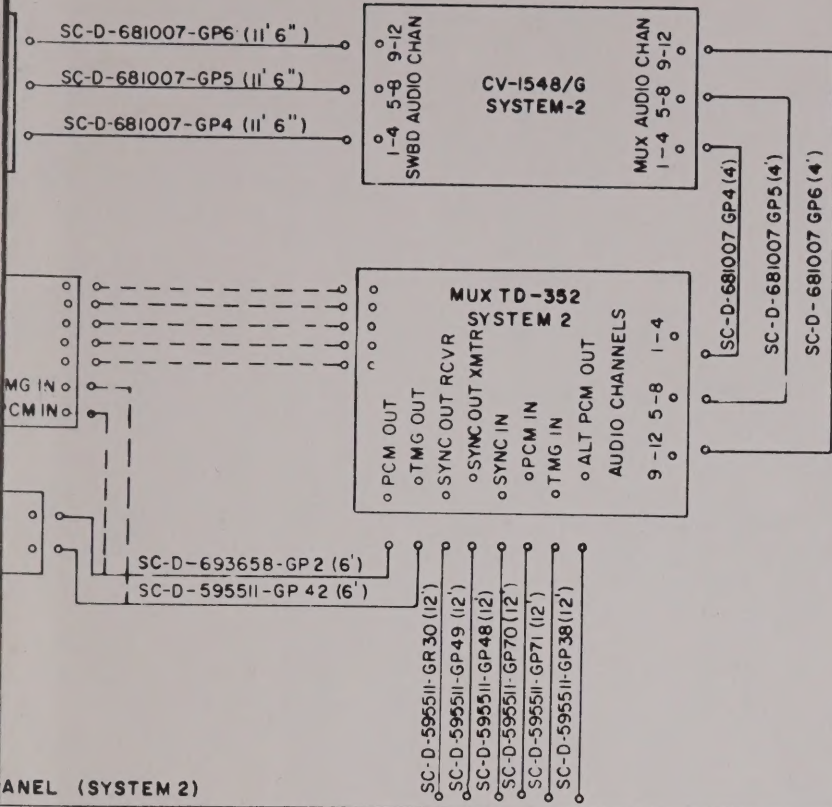 SC-D-681007-GP6 (11' 6")
SC-D-681007-GP5 (11' 6")
SC-D-681007-GP4 (11' 6")
1-4 5-8 9-12
SWBD AUDIO CHAN
CV-1548/G
SYSTEM-2
MUX AUDIO CHAN
1-4 5-8 9-12
SC-D-681007 GP4 (4')
SC-D-681007 GP5 (4')
SC-D-681007 GP6 (4')
MUX TD-352
SYSTEM 2
MG IN
CM IN
PCM OUT
TMG OUT
SYNC OUT RCVR
SYNC OUT XMTR
SYNC IN
PCM IN
TMG IN
ALT PCM OUT
AUDIO CHANNELS
9-12 5-8 1-4
SC-D-693658-GP2 (6')
SC-D-595511-GP 42 (6')
SC-D-595511-GR30 (12')
SC-D-595511-GP49 (12')
SC-D-595511-GP48 (12)
SC-D-595511-GP70 (12')
SC-D-595511-GP71 (12')
SC-D-595511-GP38 (12')
ANEL (SYSTEM 2)